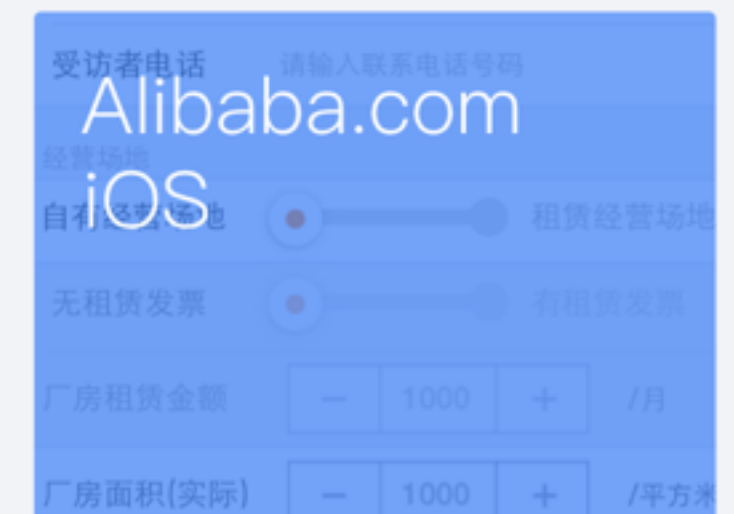 受访者电话 请输入联系电话号码
Alibaba.com
经营场地
iOS
自有经营场地 租赁经营场地
无租赁发票 有租赁发票
厂房租赁金额 − 1000 + /月
厂房面积(实际) − 1000 + /平方米